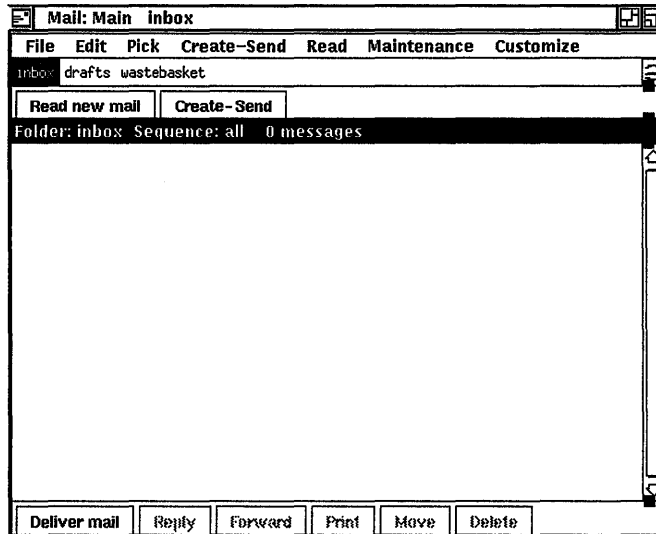 Mail: Main inbox
File Edit Pick Create-Send Read Maintenance Customize
inbox drafts wastebasket
Read new mail Create-Send
Folder: inbox Sequence: all 0 messages
Deliver mail Reply Forward Print Move Delete